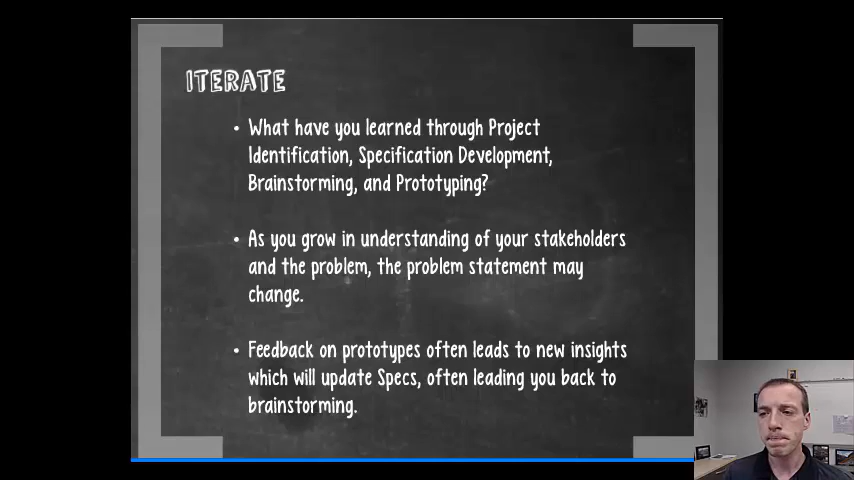 ITERATE
• What have you learned through Project
Identification, Specification Development,
Brainstorming, and Prototyping?
• As you grow in understanding of your stakeholders
and the problem, the problem statement may
change.
• Feedback on prototypes often leads to new insights
which will update Specs, often leading you back to
brainstorming.